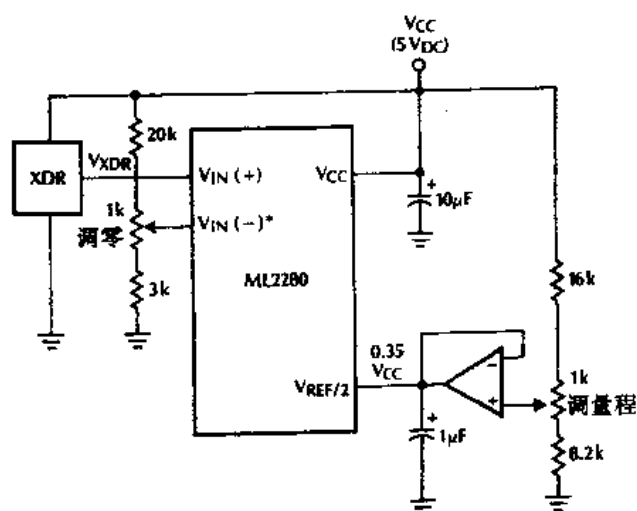 VCC
(5VDC)
20k
XDR
VXDR
VIN(+)
VCC
+
10μF
1k
调零
VIN(−)*
3k
ML2280
16k
0.35
VCC
VREF/2
−
+
1k
调量程
+
1μF
8.2k